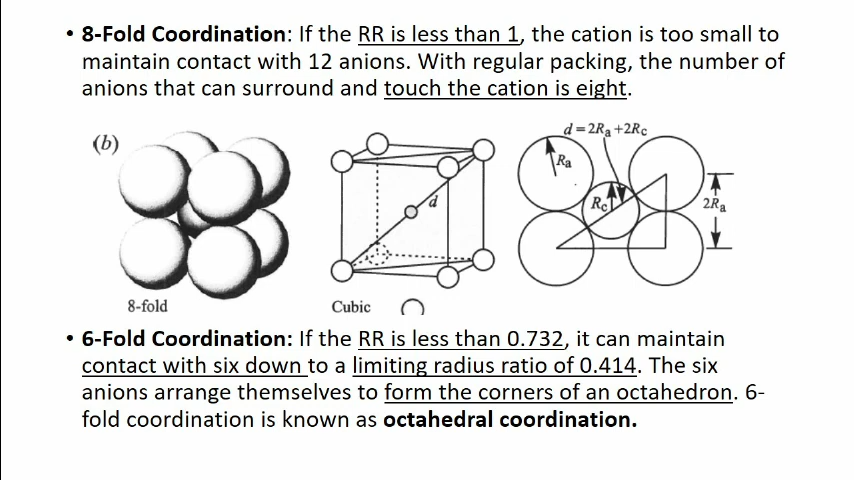 • 8-Fold Coordination: If the RR is less than 1, the cation is too small to
maintain contact with 12 anions. With regular packing, the number of
anions that can surround and touch the cation is eight.
(b)
8-fold
d
Cubic
d = 2Ra + 2Rc
Ra
Rc
2Ra
• 6-Fold Coordination: If the RR is less than 0.732, it can maintain
contact with six down to a limiting radius ratio of 0.414. The six
anions arrange themselves to form the corners of an octahedron. 6-
fold coordination is known as octahedral coordination.